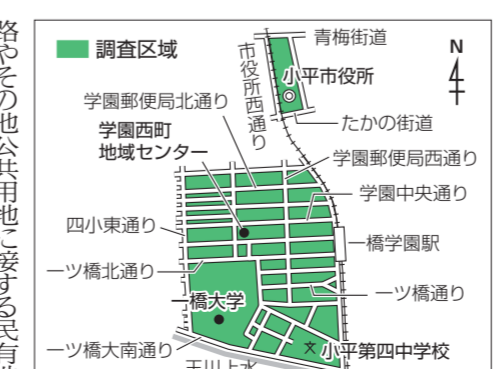 路やその他公共用地に接する民有地
調査区域
青梅街道
N
市役所西通り
小平市役所
学園郵便局北通り
たかの街道
学園西町
地域センター
学園郵便局西通り
学園中央通り
四小東通り
一橋学園駅
一ツ橋北通り
一橋大学
一ツ橋通り
一ツ橋大南通り
文
小平第四中学校
玉川上水